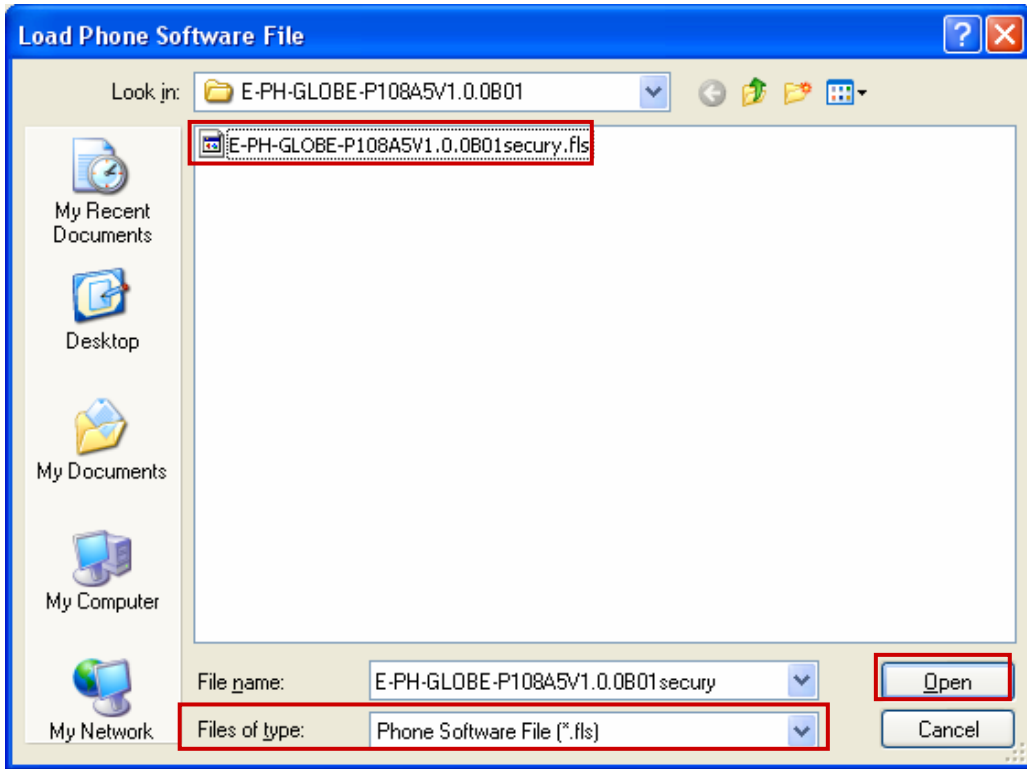 Load Phone Software File
Look in:
E-PH-GLOBE-P108A5V1.0.0B01
E-PH-GLOBE-P108A5V1.0.0B01secury.fls
My Recent
Documents
Desktop
My Documents
My Computer
My Network
File name:
E-PH-GLOBE-P108A5V1.0.0B01secury
Open
Files of type:
Phone Software File (*.fls)
Cancel